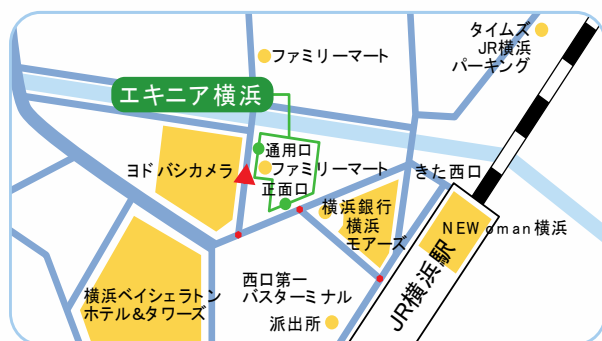 タイムズ
JR横浜
パーキング
ファミリーマート
エキニア横浜
通用口
ファミリーマート
正面口
ヨドバシカメラ
きた西口
横浜銀行
横浜
モアーズ
NEWoman横浜
JR横浜駅
西口第一
バスターミナル
横浜ベイシェラトン
ホテル&タワーズ
派出所